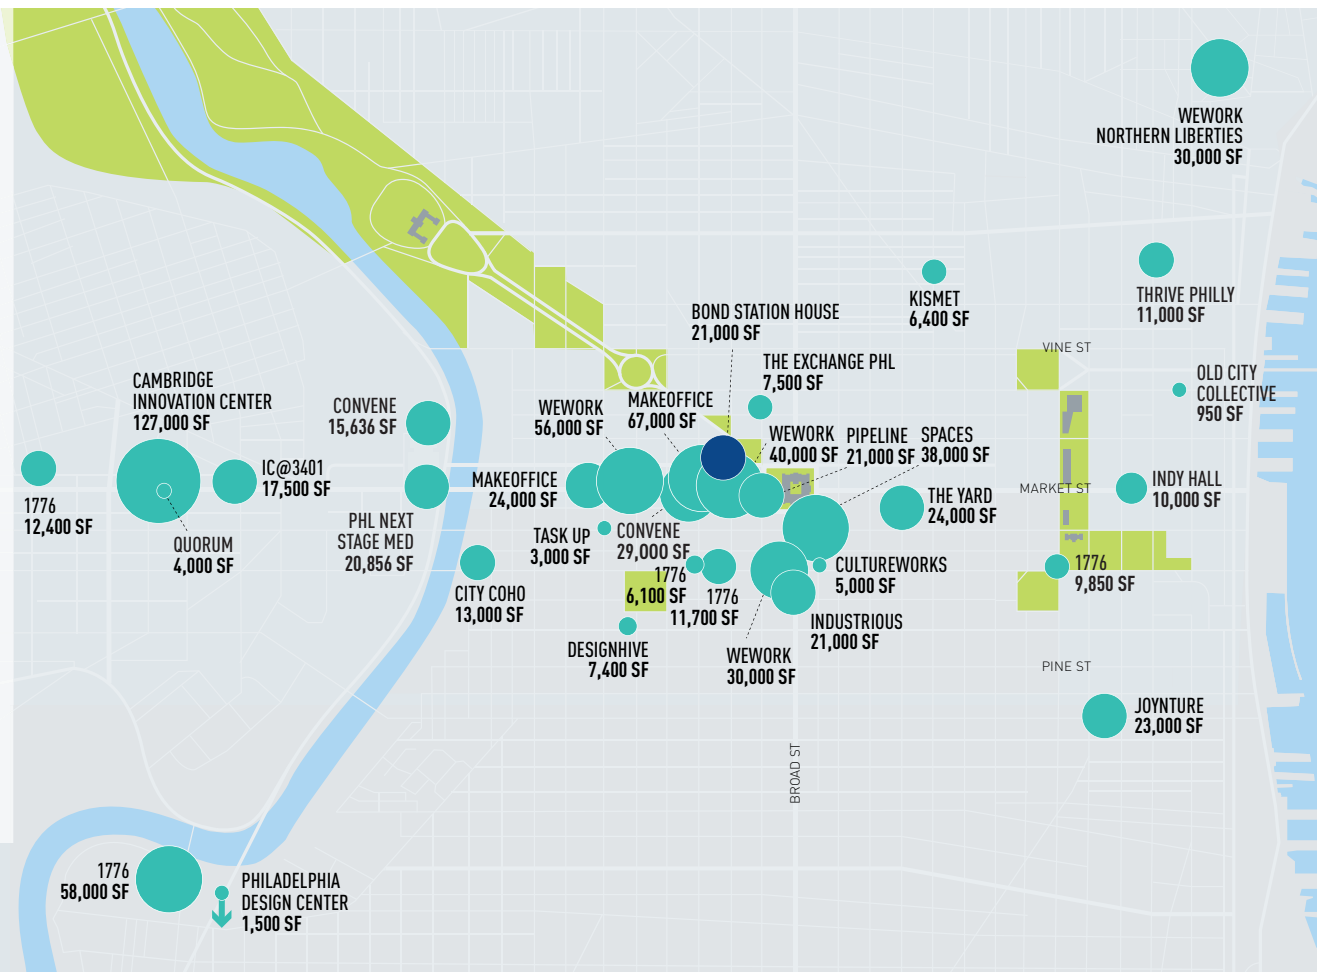 WEWORK
NORTHERN LIBERTIES
30,000 SF
KISMET
6,400 SF
THRIVE PHILLY
11,000 SF
BOND STATION HOUSE
21,000 SF
VINE ST
THE EXCHANGE PHL
7,500 SF
OLD CITY
COLLECTIVE
950 SF
CAMBRIDGE
INNOVATION CENTER
127,000 SF
CONVENE
15,636 SF
WEWORK
56,000 SF
MAKEOFFICE
67,000 SF
WEWORK
40,000 SF
PIPELINE
21,000 SF
SPACES
38,000 SF
IC@3401
17,500 SF
MAKEOFFICE
24,000 SF
MARKET ST
INDY HALL
10,000 SF
THE YARD
24,000 SF
1776
12,400 SF
QUORUM
4,000 SF
PHL NEXT
STAGE MED
20,856 SF
TASK UP
3,000 SF
CONVENE
29,000 SF
1776
6,100 SF
1776
11,700 SF
CULTUREWORKS
5,000 SF
1776
9,850 SF
CITY COHO
13,000 SF
INDUSTRIOUS
21,000 SF
DESIGNHIVE
7,400 SF
WEWORK
30,000 SF
PINE ST
JOYNTURE
23,000 SF
BROAD ST
1776
58,000 SF
PHILADELPHIA
DESIGN CENTER
1,500 SF